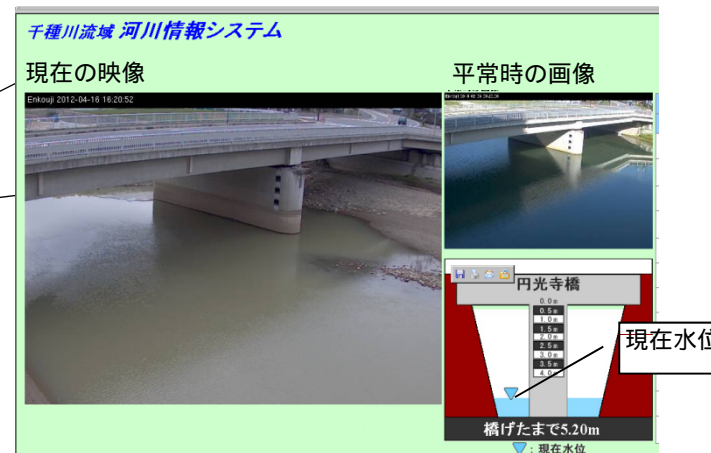 千種川流域 河川情報システム
現在の映像
平常時の画像
Enkouji 2012-04-16 16:20:52
円光寺橋
0.0m
0.5m
1.0m
1.5m
2.0m
2.5m
3.0m
3.5m
4.0m
現在水位
橋げたまで5.20m
:現在水位